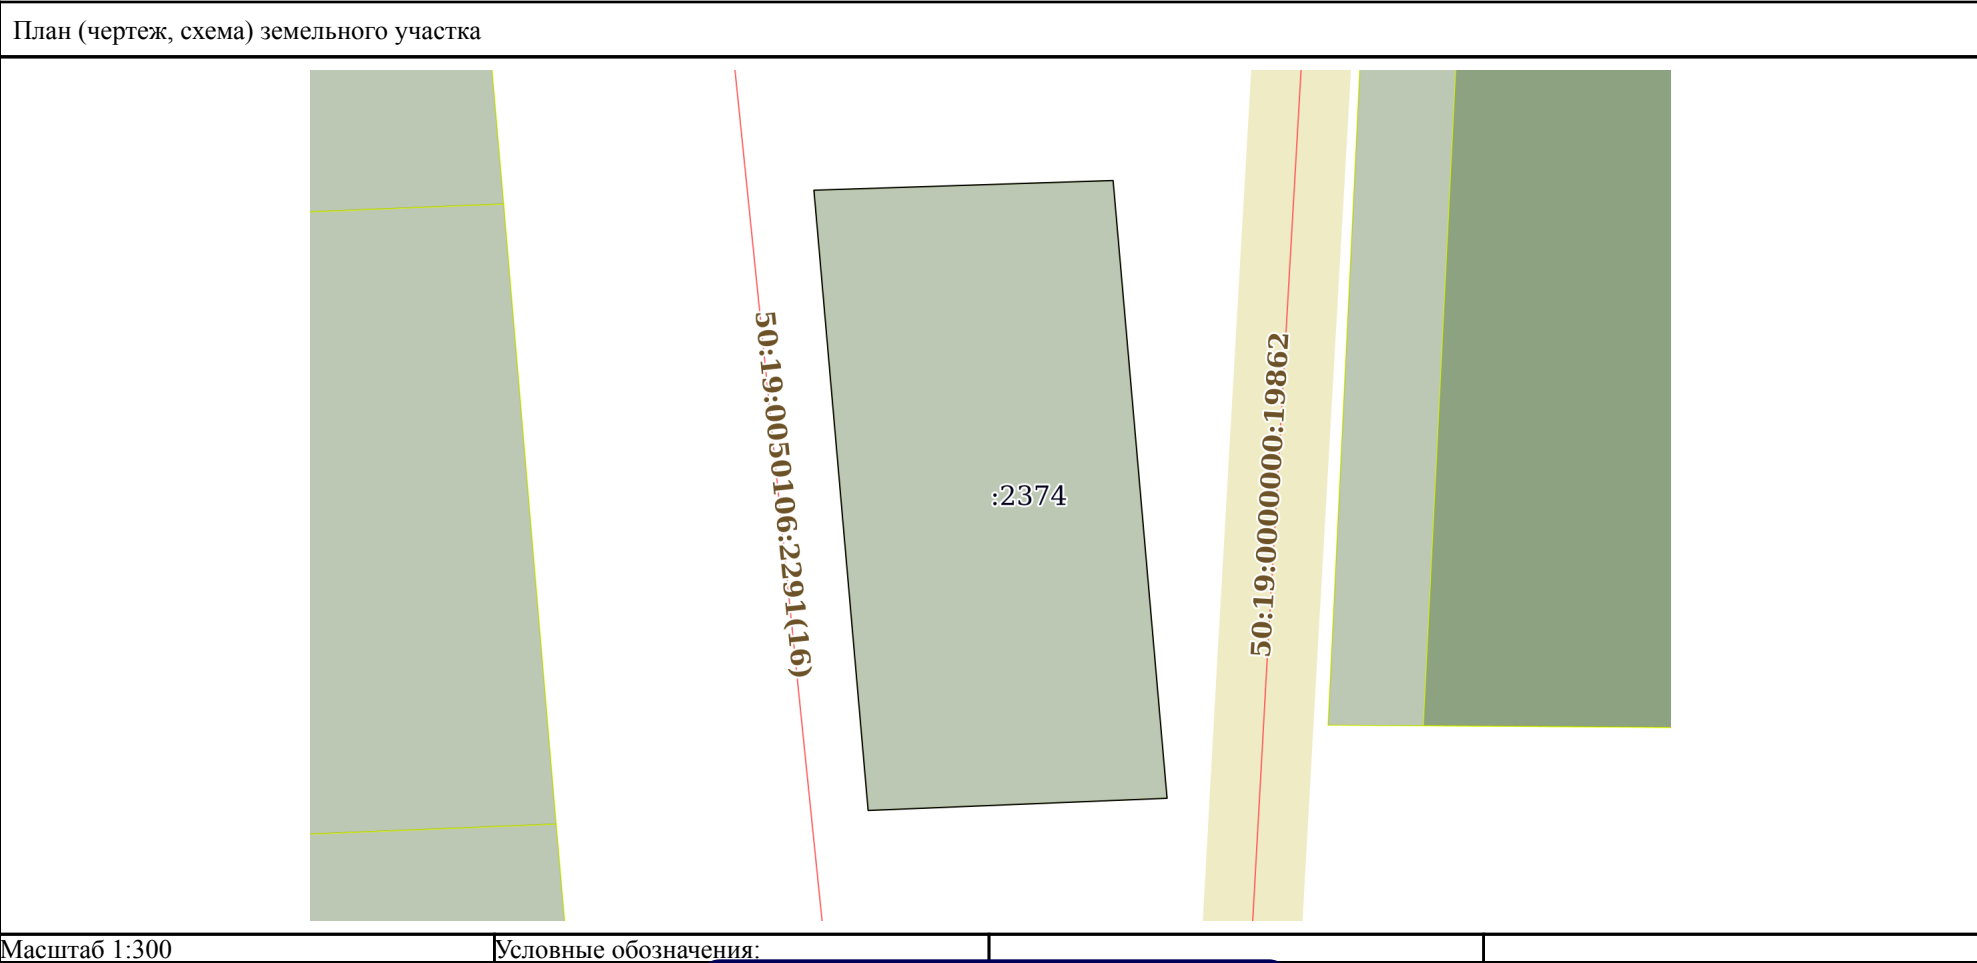 План (чертеж, схема) земельного участка
50:19:0050106:2291(16)
:2374
50:19:0000000:19862
Масштаб 1:300
Условные обозначения: